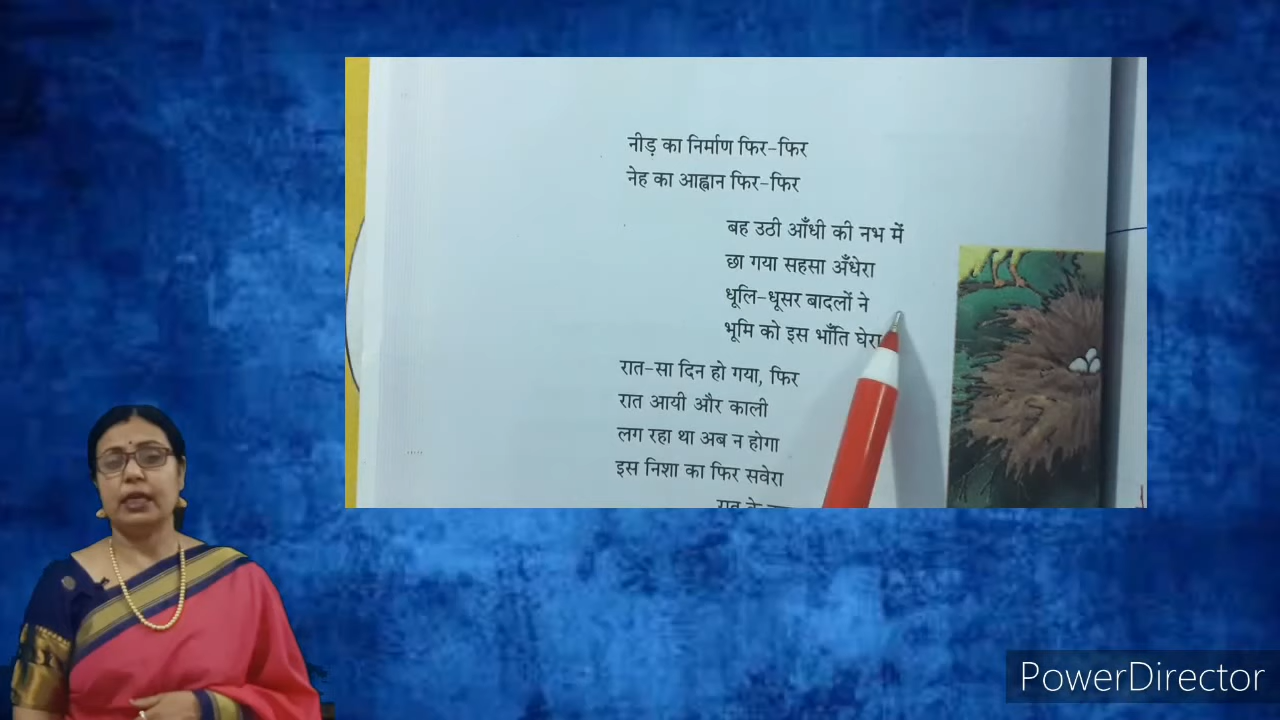 नीड़ का निर्माण फिर-फिर
नेह का आह्वान फिर-फिर
बह उठी आँधी की नभ में
छा गया सहसा अँधेरा
धूलि-धूसर बादलों ने
भूमि को इस भाँति घेरा
रात-सा दिन हो गया, फिर
रात आयी और काली
लग रहा था अब न होगा
इस निशा का फिर सवेरा
PowerDirector